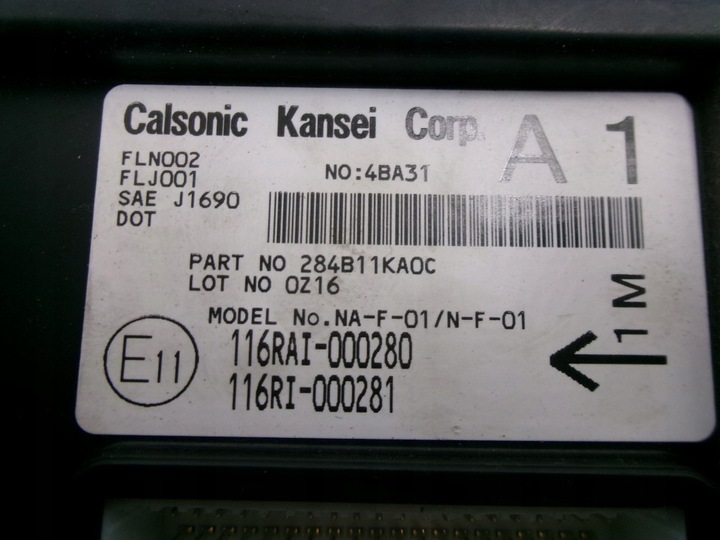 Calsonic Kansei Corp. A 1
FLN002
FLJ001
SAE J1690
DOT
NO:4BA31
PART NO 284B11KA0C
LOT NO 0Z16
MODEL No.NA-F-01/N-F-01
E11
116RAI-000280
116RI-000281
1M